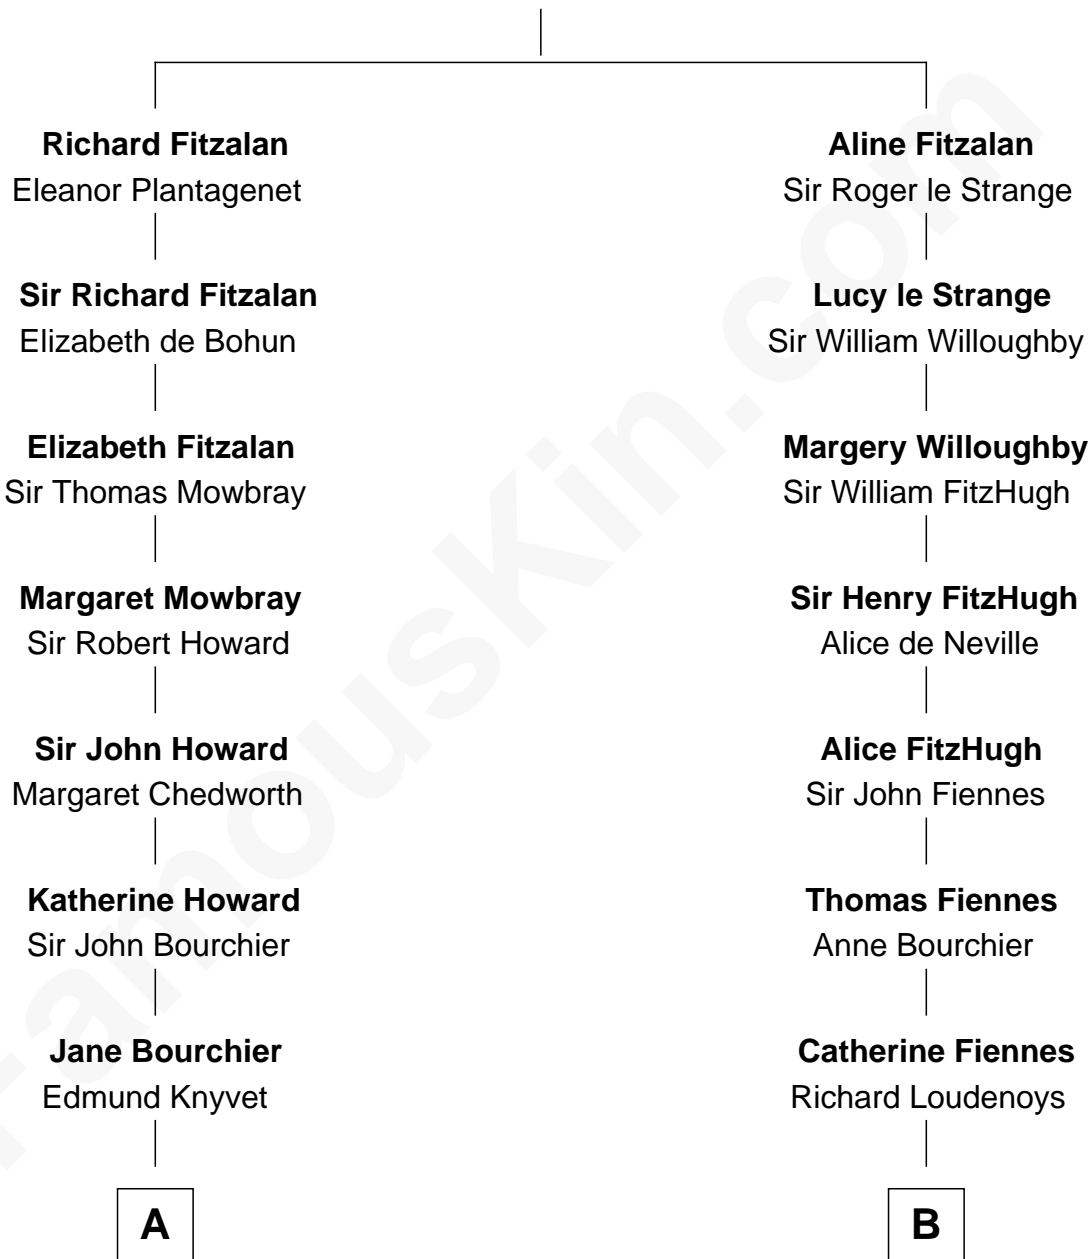 Richard Fitzalan
Eleanor Plantagenet
Sir Richard Fitzalan
Elizabeth de Bohun
Elizabeth Fitzalan
Sir Thomas Mowbray
Margaret Mowbray
Sir Robert Howard
Sir John Howard
Margaret Chedworth
Katherine Howard
Sir John Bourchier
Jane Bourchier
Edmund Knyvet
A
Aline Fitzalan
Sir Roger le Strange
Lucy le Strange
Sir William Willoughby
Margery Willoughby
Sir William FitzHugh
Sir Henry FitzHugh
Alice de Neville
Alice FitzHugh
Sir John Fiennes
Thomas Fiennes
Anne Bourchier
Catherine Fiennes
Richard Loudenoys
B
FamousKin.com